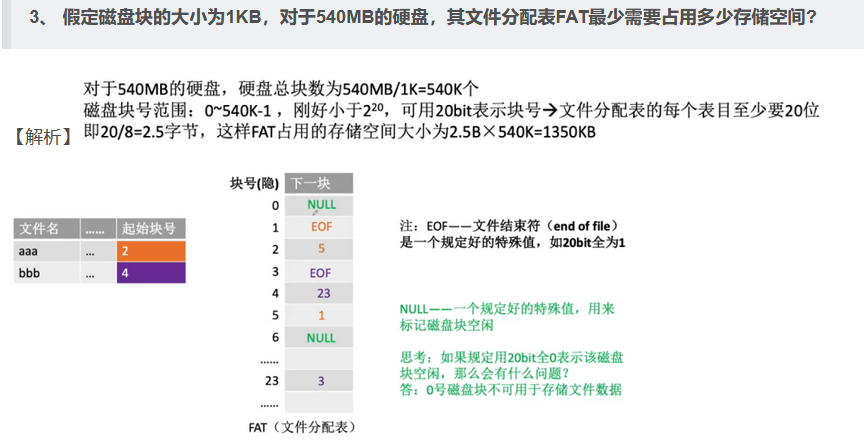 3、 假定磁盘块的大小为1KB，对于540MB的硬盘，其文件分配表FAT最少需要占用多少存储空间?
对于540MB的硬盘，硬盘总块数为540MB/1K=540K个
磁盘块号范围：0~540K-1 ，刚好小于2²⁰，可用20bit表示块号→文件分配表的每个表目至少要20位
【解析】即20/8=2.5字节，这样FAT占用的存储空间大小为2.5B×540K=1350KB
块号(隐) 下一块
0 NULL
1 EOF
2 5
3 EOF
4 23
5 1
6 NULL
……
23 3
……
FAT（文件分配表）
文件名 …… 起始块号
aaa ... 2
bbb ... 4
注：EOF——文件结束符（end of file）
是一个规定好的特殊值，如20bit全为1
NULL——一个规定好的特殊值，用来
标记磁盘块空闲
思考：如果规定用20bit全0表示该磁盘
块空闲，那么会有什么问题？
答：0号磁盘块不可用于存储文件数据